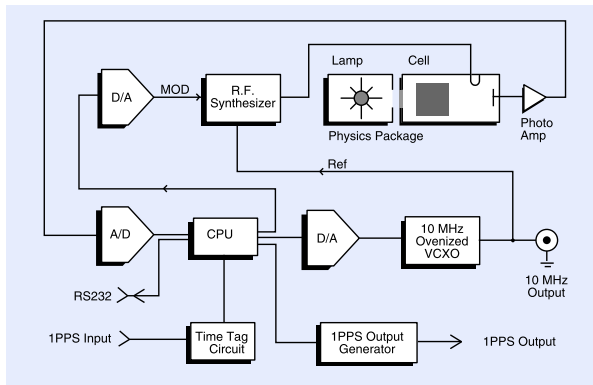 Lamp
Cell
D/A
MOD
R.F.
Synthesizer
Photo
Amp
Physics Package
Ref
A/D
CPU
D/A
10 MHz
Ovenized
VCXO
10 MHz
Output
RS232
1PPS Input
Time Tag
Circuit
1PPS Output
Generator
1PPS Output